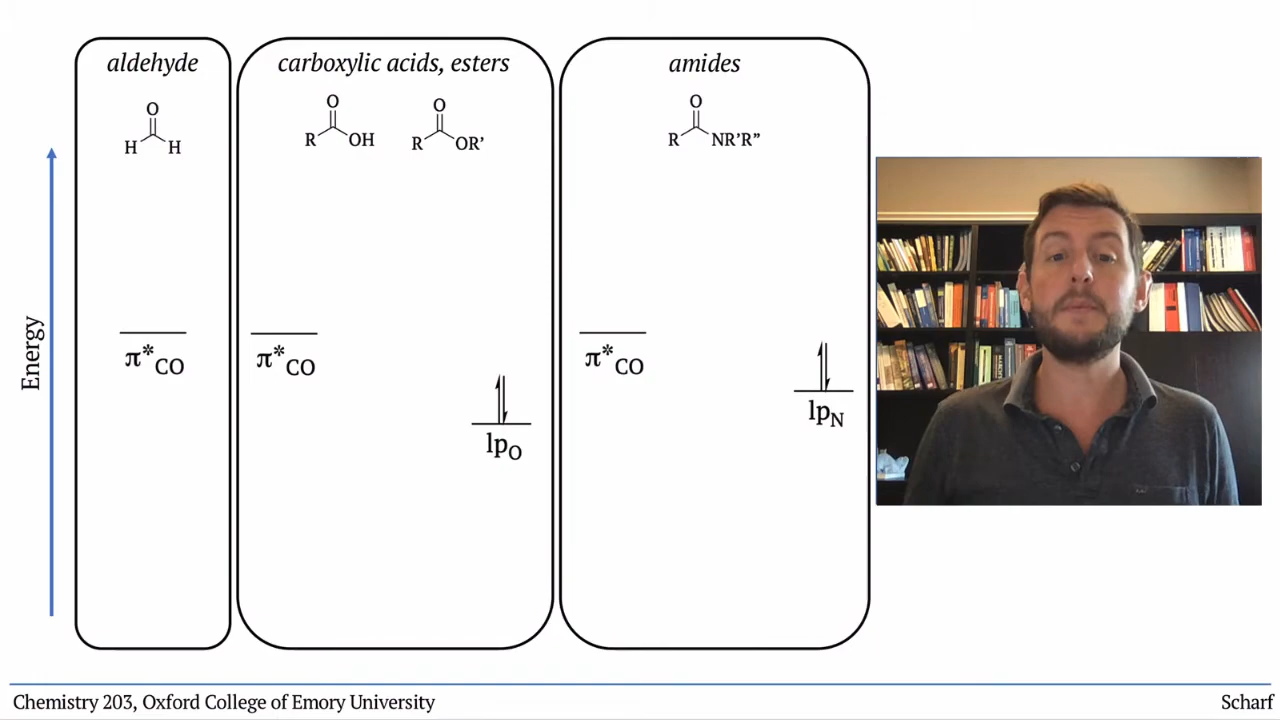 aldehyde
O
H H
carboxylic acids, esters
O O
R OH R OR’
amides
O
R NR’R”
Energy
π*CO
π*CO
lpO
π*CO
lpN
Chemistry 203, Oxford College of Emory University
Scharf